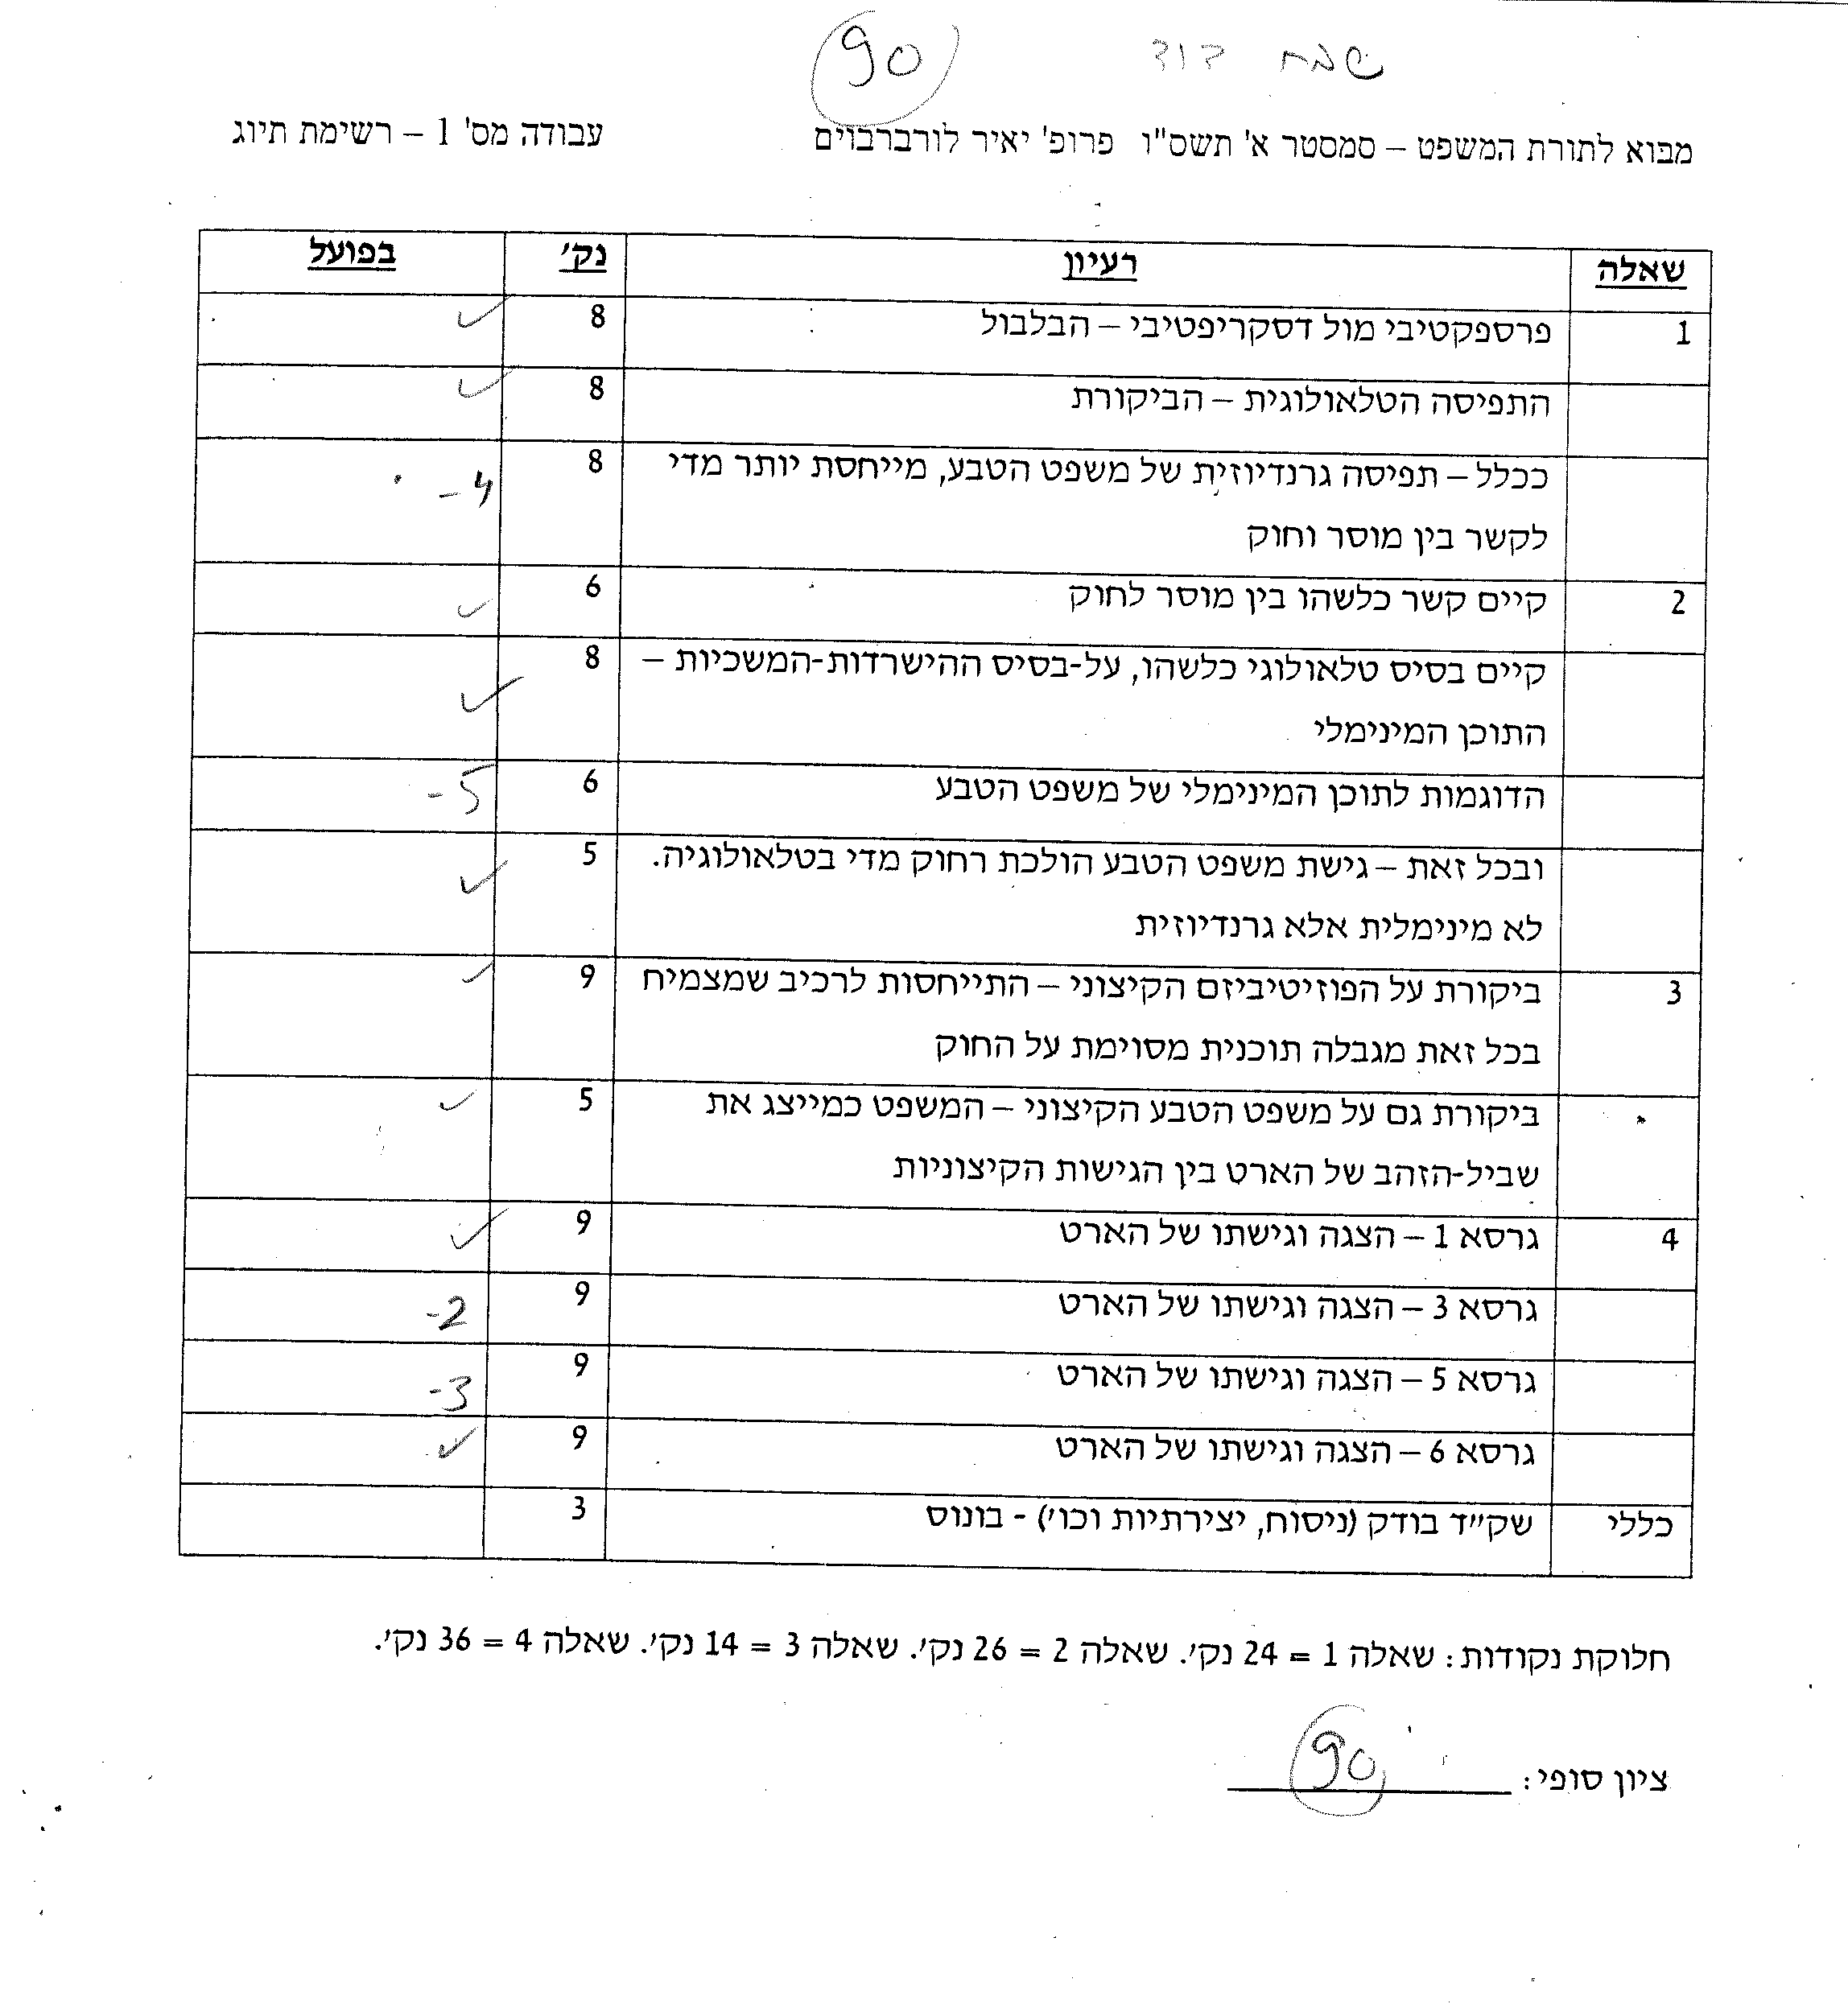 שבח דוד 90
מבוא לתורת המשפט – סמסטר א' תשס"ו פרופ' יאיר לורברבוים עבודה מס' 1 – רשימת תיוג
שאלה רעיון נק' בפועל
1 פרספקטיבי מול דסקריפטיבי – הבלבול 8 ✓
התפיסה הטלאולוגית – הביקורת 8 ✓
ככלל – תפיסה גרנדיוזית של משפט הטבע, מייחסת יותר מדי 8 -4
לקשר בין מוסר וחוק
2 קיים קשר כלשהו בין מוסר לחוק 6 ✓
קיים בסיס טלאולוגי כלשהו, על-בסיס ההישרדות-המשכיות – 8 ✓
התוכן המינימלי
הדוגמות לתוכן המינימלי של משפט הטבע 6 -5
ובכל זאת – גישת משפט הטבע הולכת רחוק מדי בטלאולוגיה. 5 ✓
לא מינימלית אלא גרנדיוזית
3 ביקורת על הפוזיטיביזם הקיצוני – התייחסות לרכיב שמצמיח 9 ✓
בכל זאת מגבלה תוכנית מסוימת על החוק
ביקורת גם על משפט הטבע הקיצוני – המשפט כמייצג את 5 ✓
שביל-הזהב של הארט בין הגישות הקיצוניות
4 גרסא 1 – הצגה וגישתו של הארט 9 ✓
גרסא 3 – הצגה וגישתו של הארט 9 -2
גרסא 5 – הצגה וגישתו של הארט 9 -3
גרסא 6 – הצגה וגישתו של הארט 9 ✓
כללי שק"ד בודק (ניסוח, יצירתיות וכו') - בונוס 3
חלוקת נקודות: שאלה 1 = 24 נק'. שאלה 2 = 26 נק'. שאלה 3 = 14 נק'. שאלה 4 = 36 נק'.
ציון סופי: 90